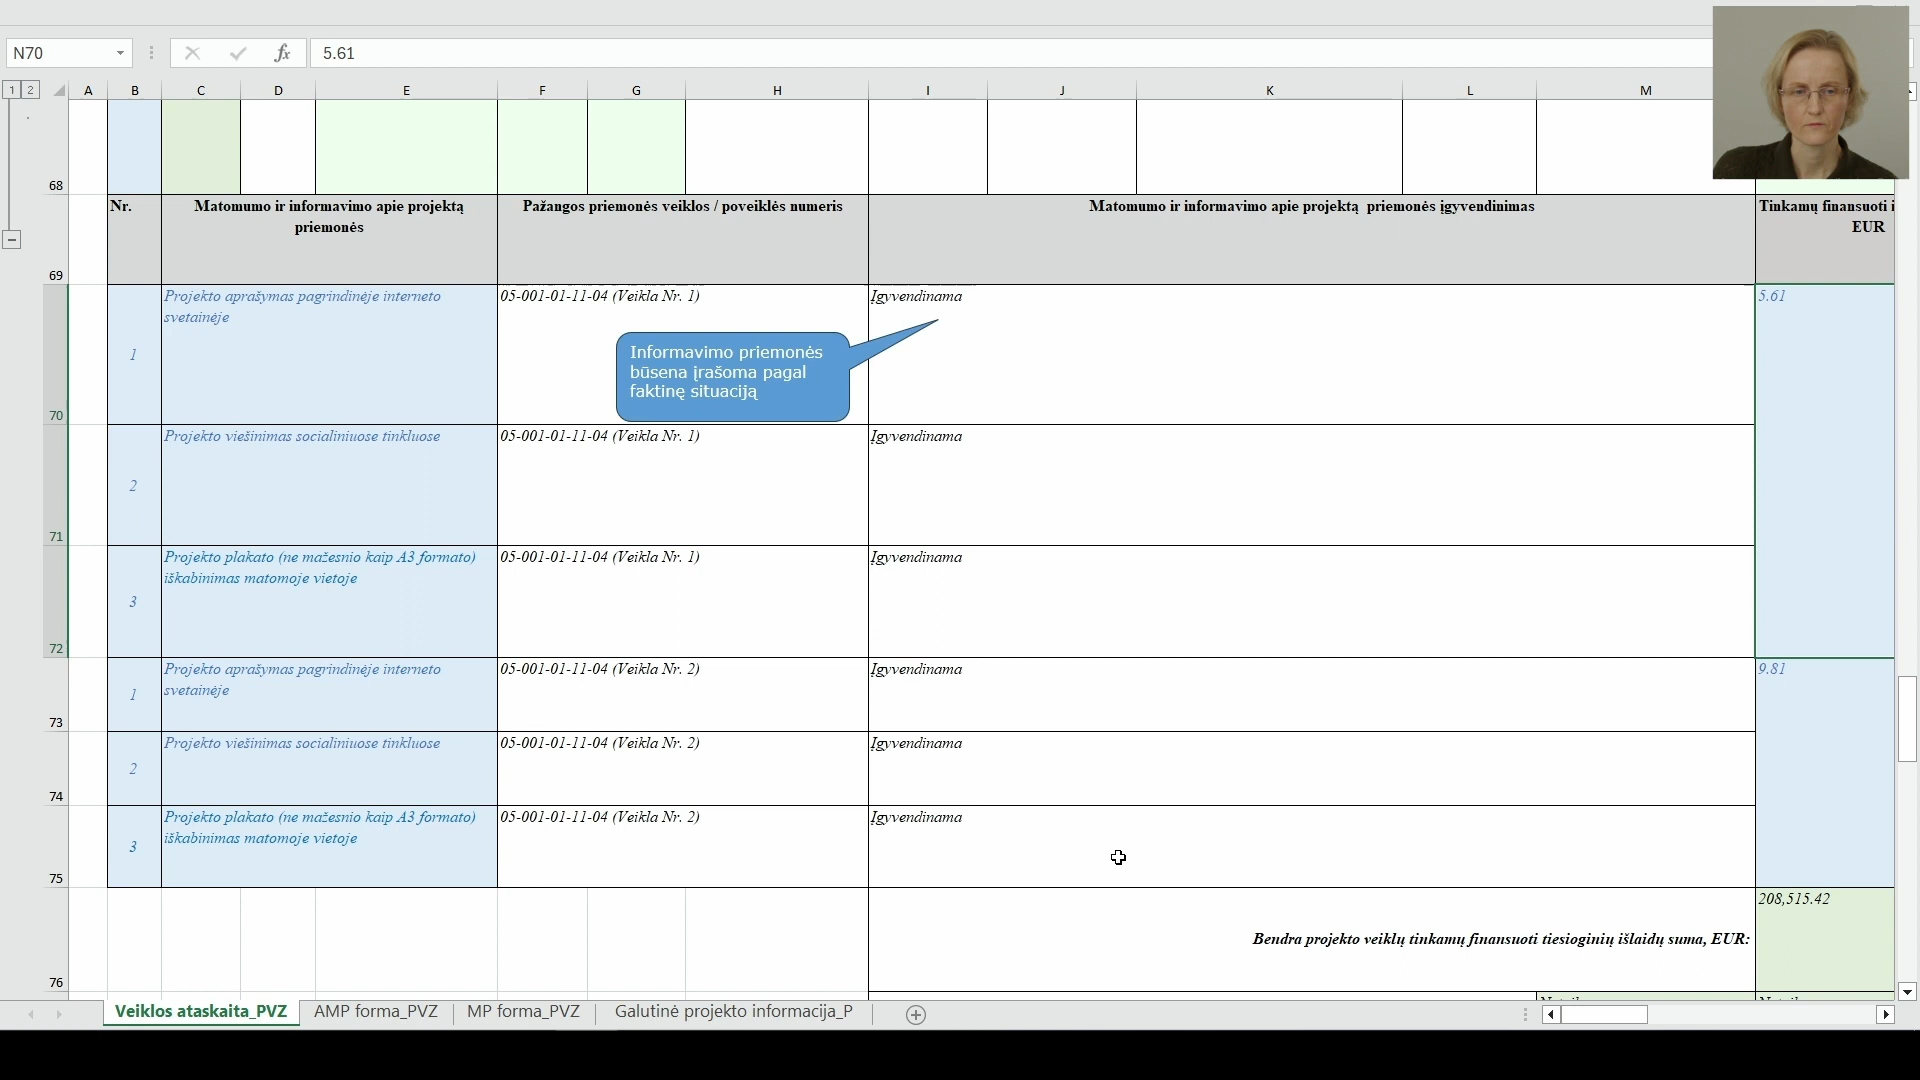 N70
fx
5.61
1 2
A B C D E F G H I J K L M
68
Nr.
Matomumo ir informavimo apie projektą
priemonės
Pažangos priemonės veiklos / poveiklės numeris
Matomumo ir informavimo apie projektą priemonės įgyvendinimas
Tinkamų finansuoti i
EUR
69
1
Projekto aprašymas pagrindinėje interneto
svetainėje
05-001-01-11-04 (Veikla Nr. 1)
Įgyvendinama
5.61
Informavimo priemonės
būsena įrašoma pagal
faktinę situaciją
70
2
Projekto viešinimas socialiniuose tinkluose
05-001-01-11-04 (Veikla Nr. 1)
Įgyvendinama
71
3
Projekto plakato (ne mažesnio kaip A3 formato)
iškabinimas matomoje vietoje
05-001-01-11-04 (Veikla Nr. 1)
Įgyvendinama
72
1
Projekto aprašymas pagrindinėje interneto
svetainėje
05-001-01-11-04 (Veikla Nr. 2)
Įgyvendinama
9.81
73
2
Projekto viešinimas socialiniuose tinkluose
05-001-01-11-04 (Veikla Nr. 2)
Įgyvendinama
74
3
Projekto plakato (ne mažesnio kaip A3 formato)
iškabinimas matomoje vietoje
05-001-01-11-04 (Veikla Nr. 2)
Įgyvendinama
75
208,515.42
Bendra projekto veiklų tinkamų finansuoti tiesioginių išlaidų suma, EUR:
76
Veiklos ataskaita_PVZ
AMP forma_PVZ
MP forma_PVZ
Galutinė projekto informacija_P